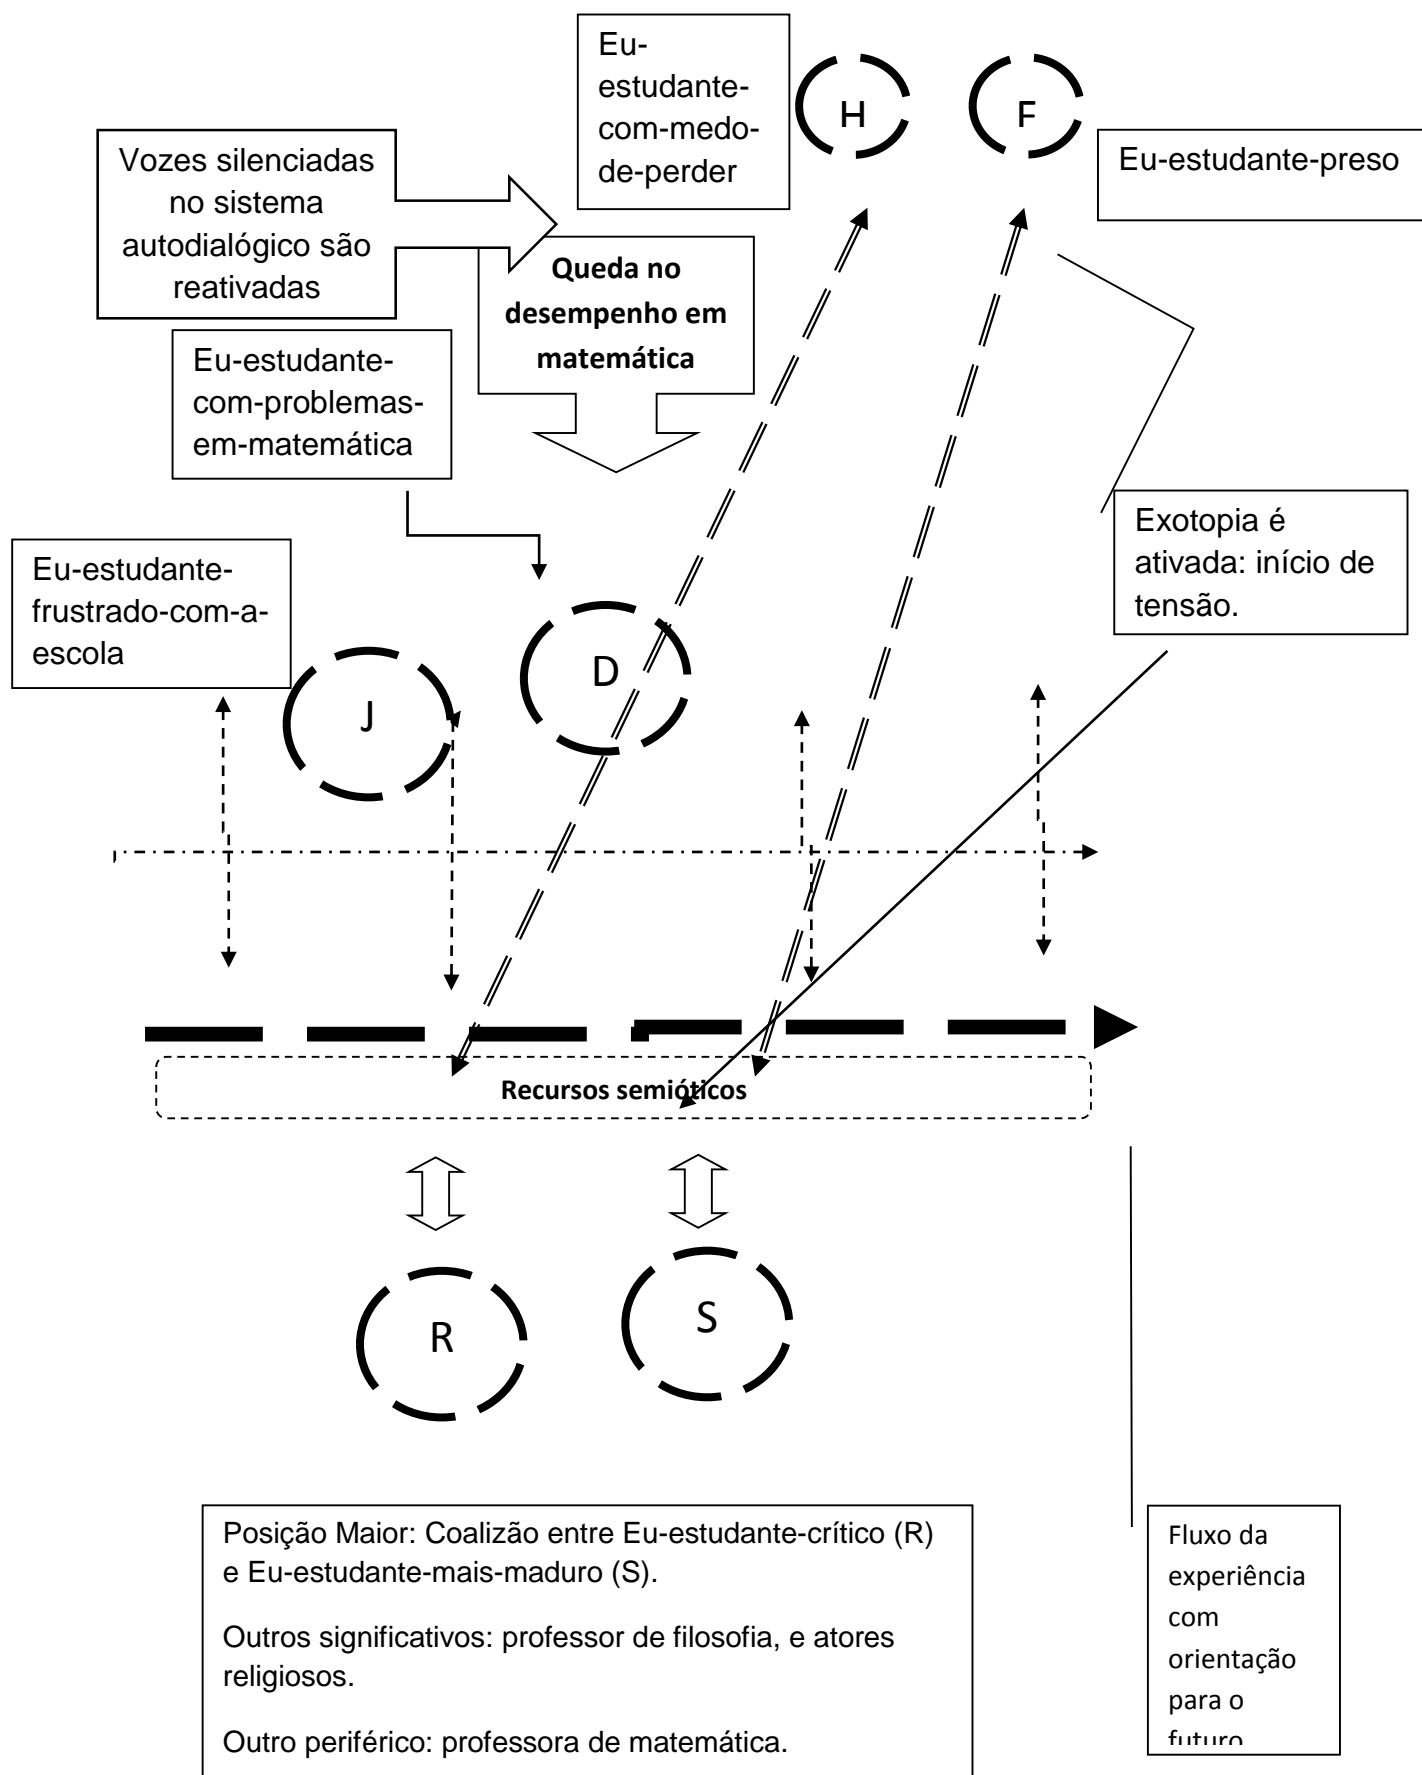 Eu-
estudante-
com-medo-
de-perder
H
F
Eu-estudante-preso
Vozes silenciadas
no sistema
autodialógico são
reativadas
Queda no
desempenho em
matemática
Eu-estudante-
com-problemas-
em-matemática
Exotopia é
ativada: início de
tensão.
Eu-estudante-
frustrado-com-a-
escola
J
D
Recursos semióticos
R
S
Posição Maior: Coalizão entre Eu-estudante-crítico (R)
e Eu-estudante-mais-maduro (S).
Outros significativos: professor de filosofia, e atores
religiosos.
Outro periférico: professora de matemática.
Fluxo da
experiência
com
orientação
para o
futuro